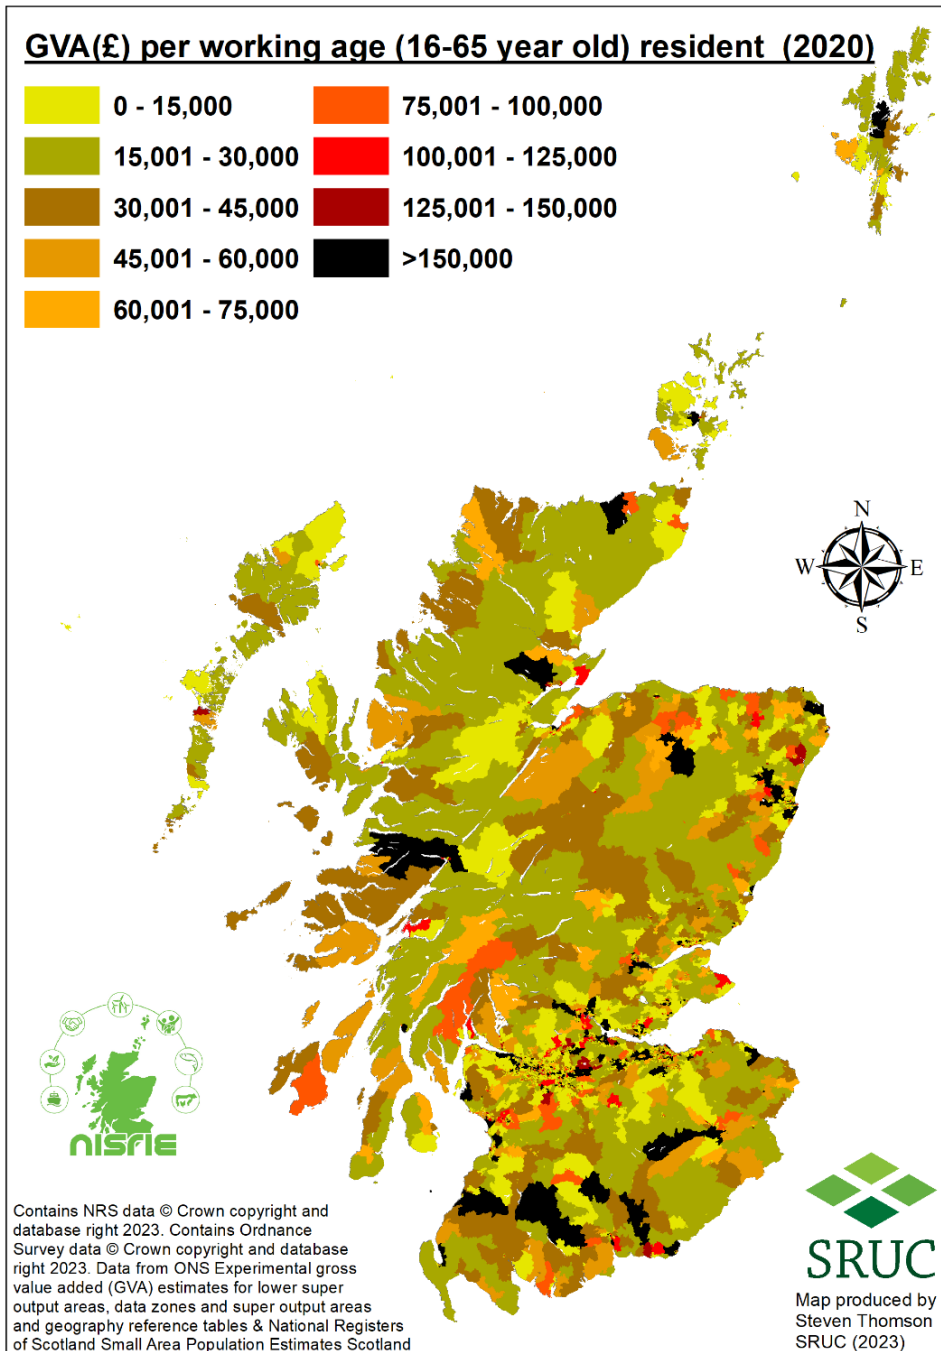 GVA(£) per working age (16-65 year old) resident  (2020)
0 - 15,000
15,001 - 30,000
30,001 - 45,000
45,001 - 60,000
60,001 - 75,000
75,001 - 100,000
100,001 - 125,000
125,001 - 150,000
>150,000
N
W
E
S
NISRIE
Contains NRS data © Crown copyright and
database right 2023. Contains Ordnance
Survey data © Crown copyright and database
right 2023. Data from ONS Experimental gross
value added (GVA) estimates for lower super
output areas, data zones and super output areas
and geography reference tables & National Registers
of Scotland Small Area Population Estimates Scotland
SRUC
Map produced by
Steven Thomson
SRUC (2023)